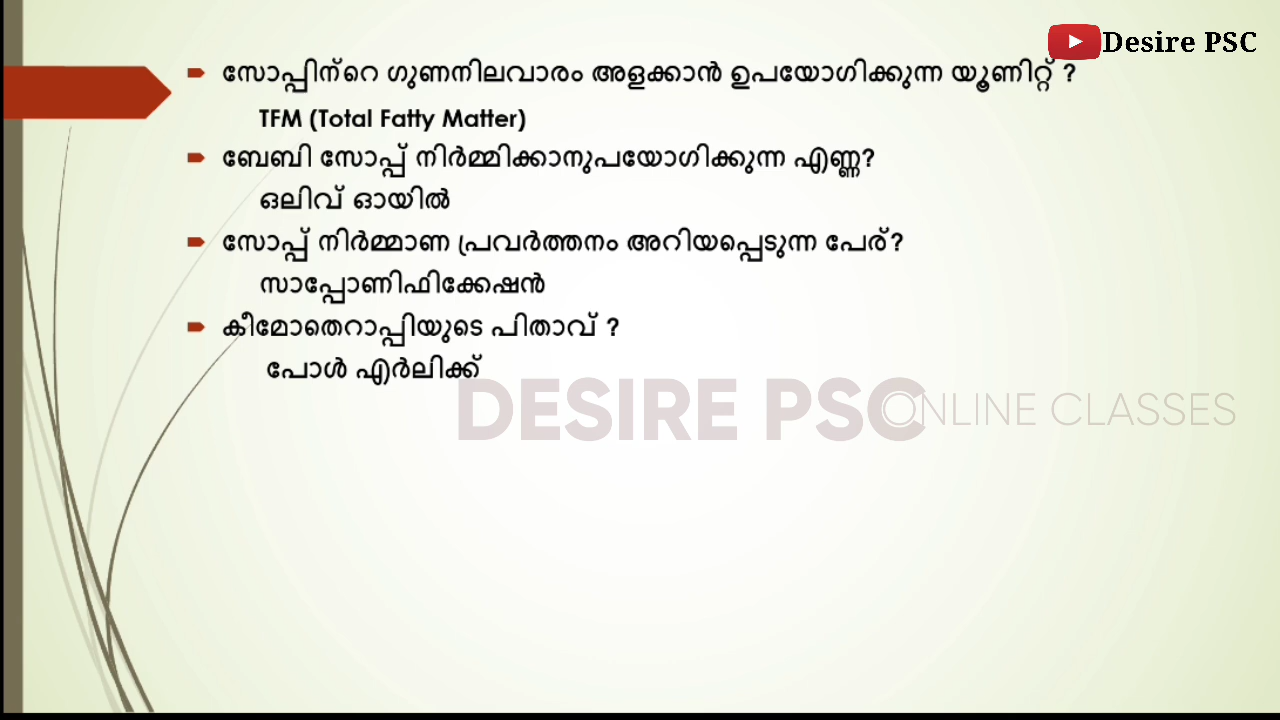 Desire PSC
സോപ്പിന്റെ ഗുണനിലവാരം അളക്കാൻ ഉപയോഗിക്കുന്ന യൂണിറ്റ് ?
TFM (Total Fatty Matter)
ബേബി സോപ്പ് നിർമ്മിക്കാനുപയോഗിക്കുന്ന എണ്ണ?
ഒലിവ് ഓയിൽ
സോപ്പ് നിർമ്മാണ പ്രവർത്തനം അറിയപ്പെടുന്ന പേര്?
സാപ്പോണിഫിക്കേഷൻ
കീമോതെറാപ്പിയുടെ പിതാവ് ?
പോൾ എർലിക്ക്
DESIRE PSC ONLINE CLASSES